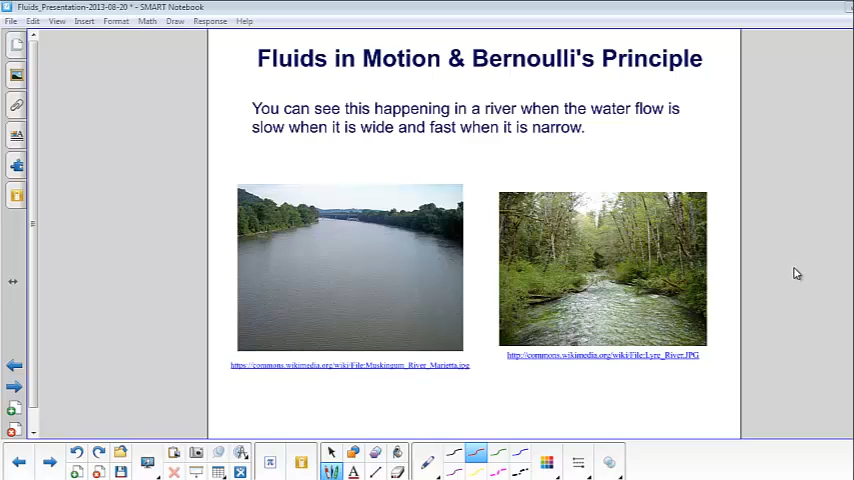 Fluids_Presentation-2013-08-20 * - SMART Notebook
File Edit View Insert Format Math Draw Response Help
Fluids in Motion & Bernoulli's Principle
You can see this happening in a river when the water flow is
slow when it is wide and fast when it is narrow.
https://commons.wikimedia.org/wiki/File:Muskingum_River_Marietta.jpg
http://commons.wikimedia.org/wiki/File:Lyre_River.JPG